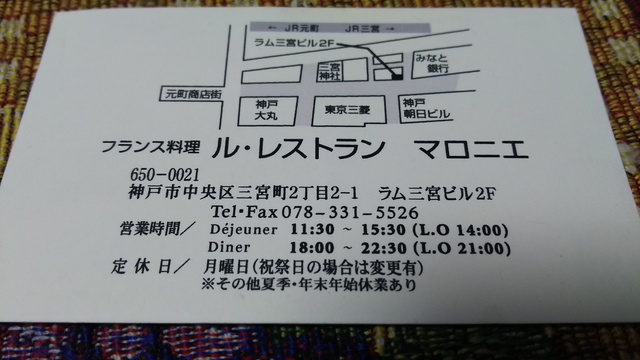 ← JR元町 JR三宮 →
ラム三宮ビル2F
みなと
銀行
三宮
神社
元町商店街
神戸
大丸
東京三菱
神戸
朝日ビル
フランス料理 ル・レストラン マロニエ
650-0021
神戸市中央区三宮町2丁目2-1 ラム三宮ビル2F
Tel・Fax 078-331-5526
営業時間/ Déjeuner 11:30 ~ 15:30 (L.O 14:00)
Diner 18:00 ~ 22:30 (L.O 21:00)
定休日/ 月曜日(祝祭日の場合は変更有)
※その他夏季・年末年始休業あり